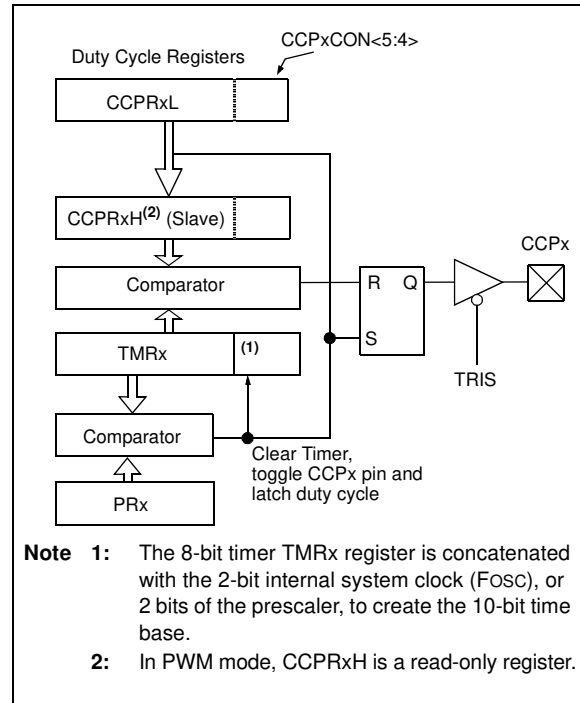 CCPxCON<5:4>
Duty Cycle Registers
CCPRxL
CCPRxH(2) (Slave)
CCPx
Comparator
R Q
TMRx (1)
S
TRIS
Comparator
Clear Timer,
toggle CCPx pin and
latch duty cycle
PRx
Note 1: The 8-bit timer TMRx register is concatenated
with the 2-bit internal system clock (FOSC), or
2 bits of the prescaler, to create the 10-bit time
base.
2: In PWM mode, CCPRxH is a read-only register.